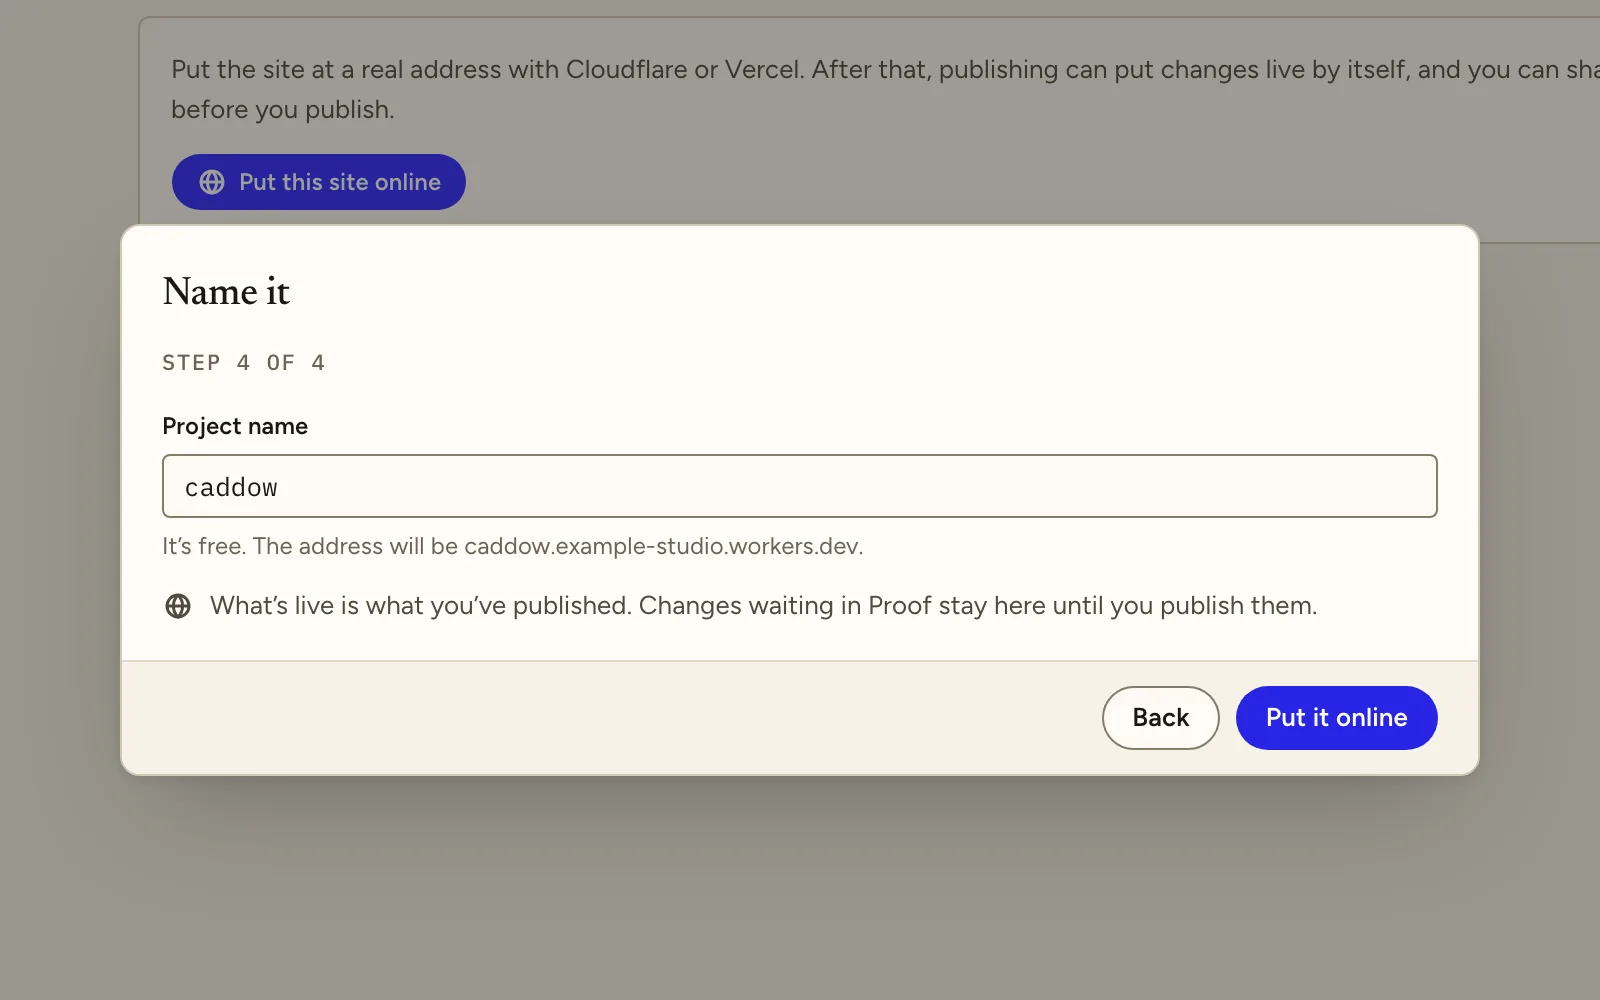 Put the site at a real address with Cloudflare or Vercel. After that, publishing can put changes live by itself, and you can
before you publish.
Put this site online
Name it
STEP 4 OF 4
Project name
caddow
It’s free. The address will be caddow.example-studio.workers.dev.
What’s live is what you’ve published. Changes waiting in Proof stay here until you publish them.
Back
Put it online